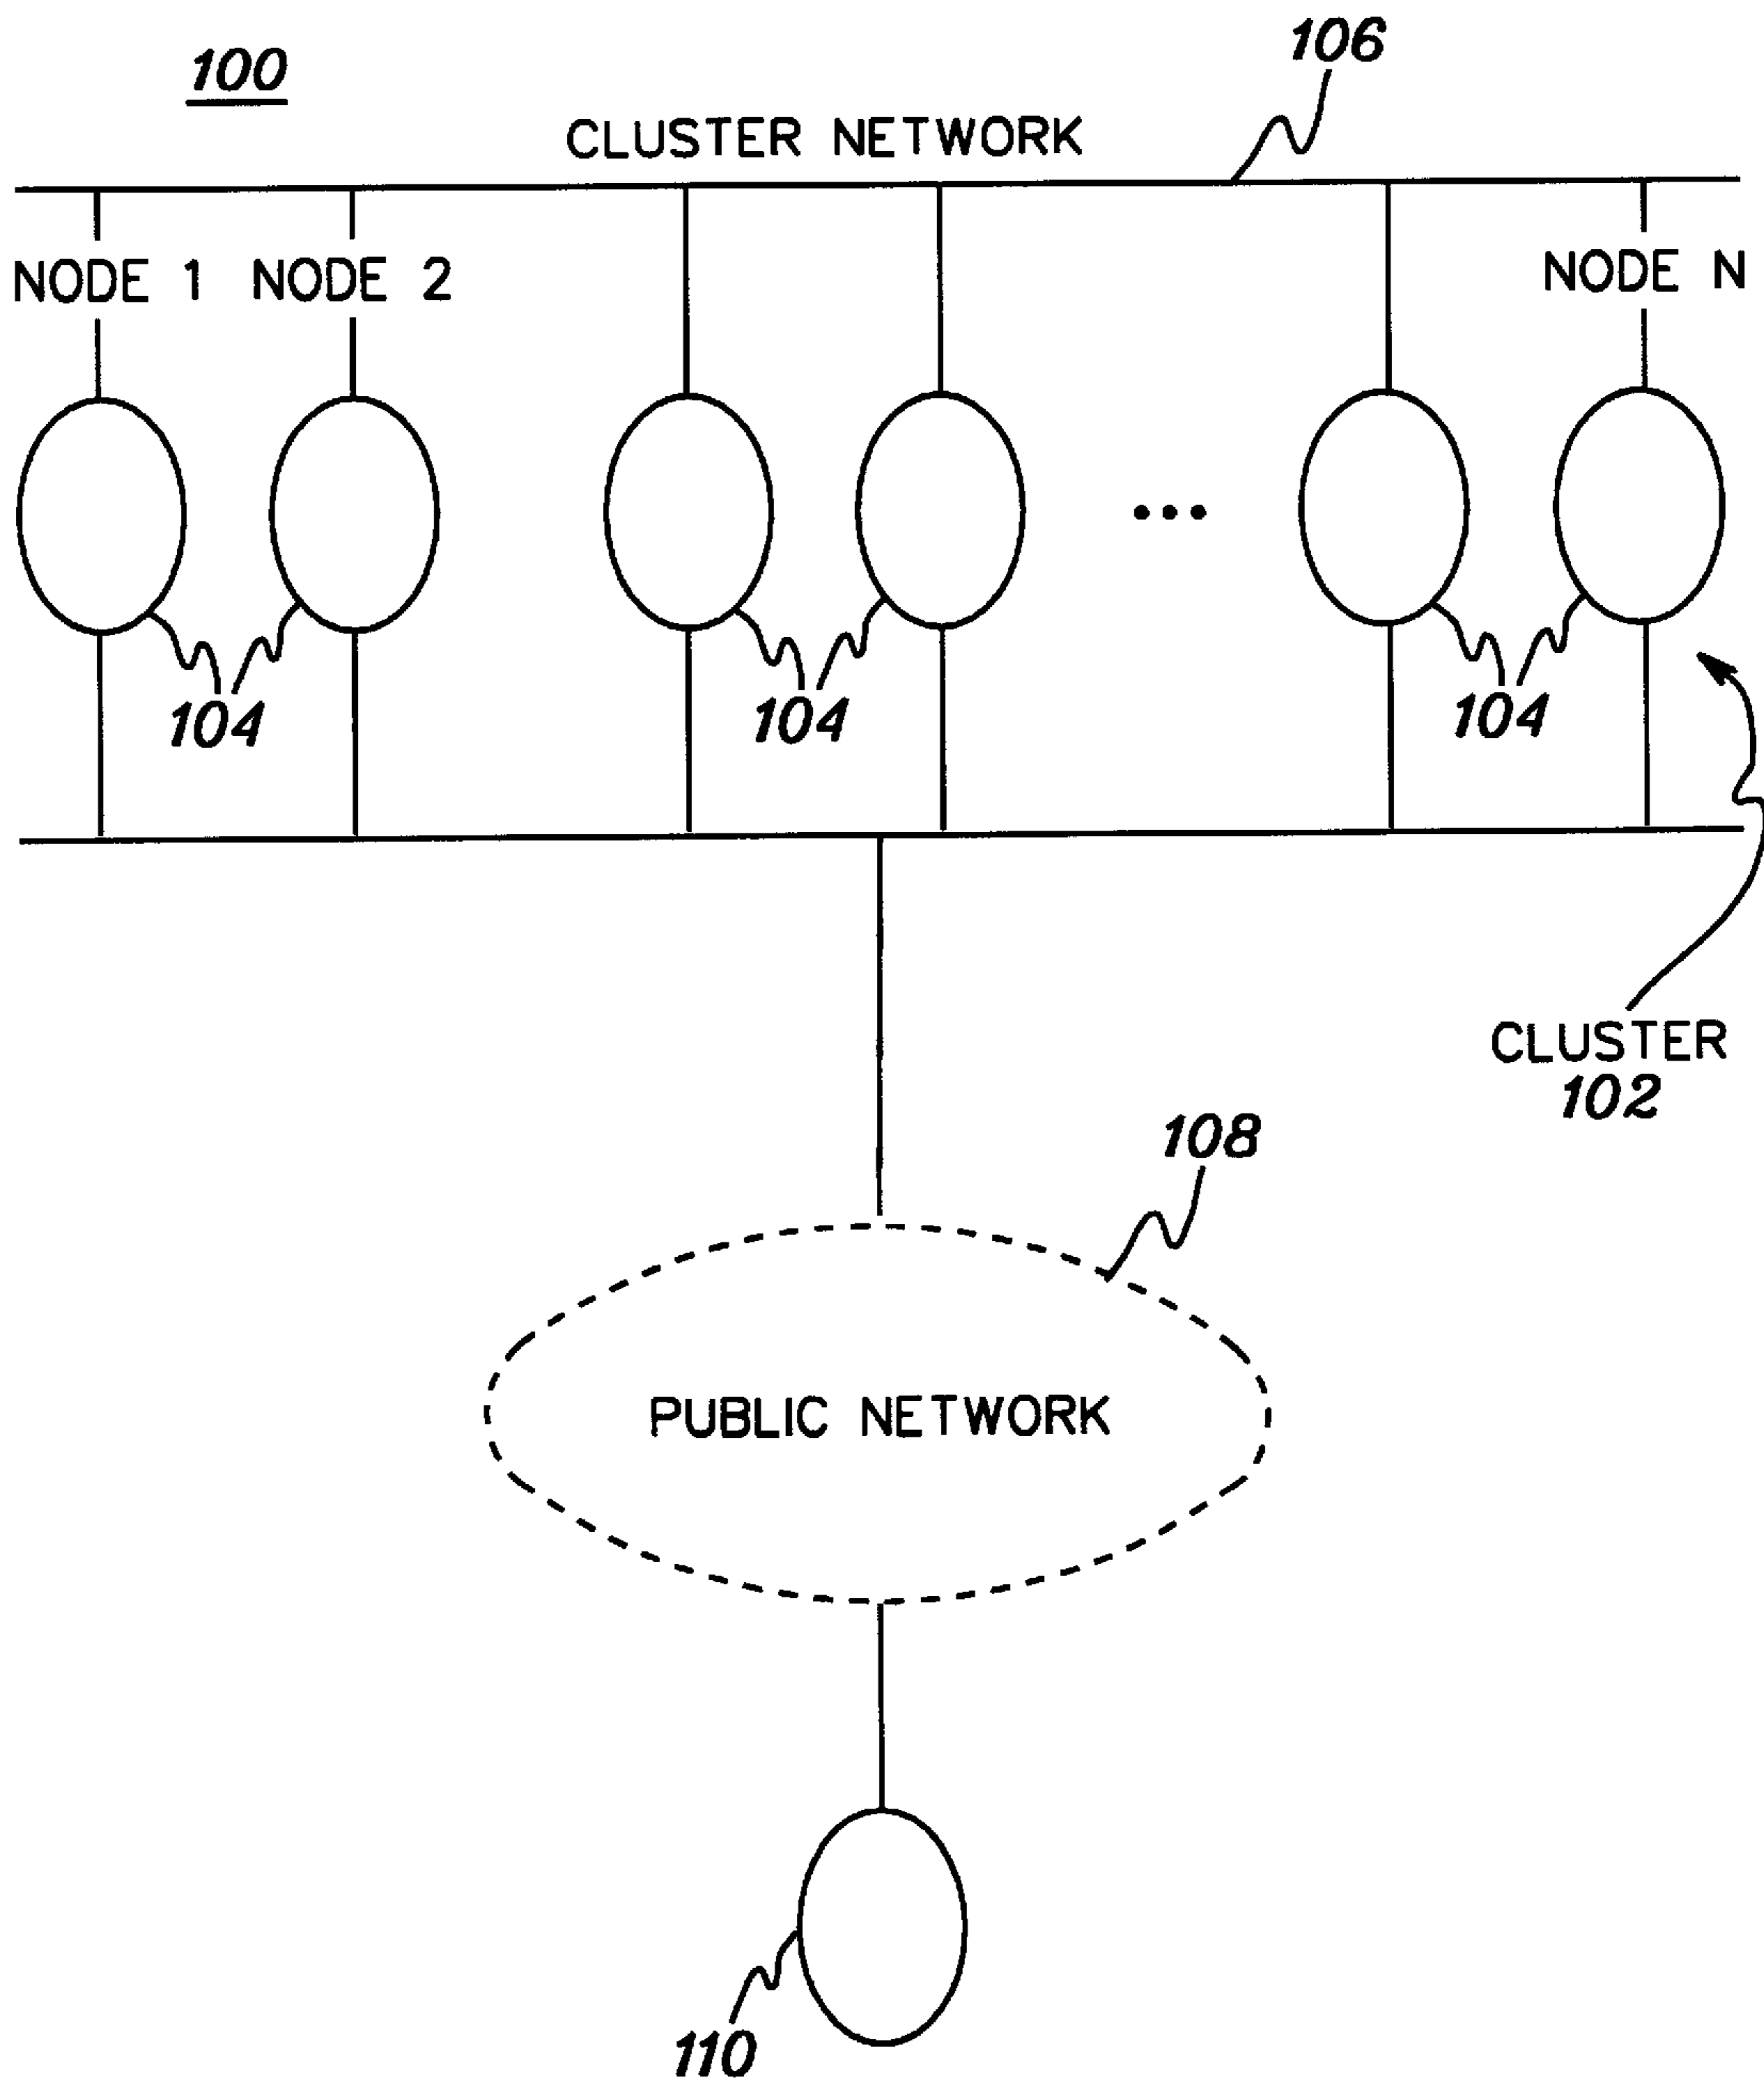 100
106
CLUSTER NETWORK
NODE 1
NODE 2
NODE N
...
104
104
104
CLUSTER
102
108
PUBLIC NETWORK
110